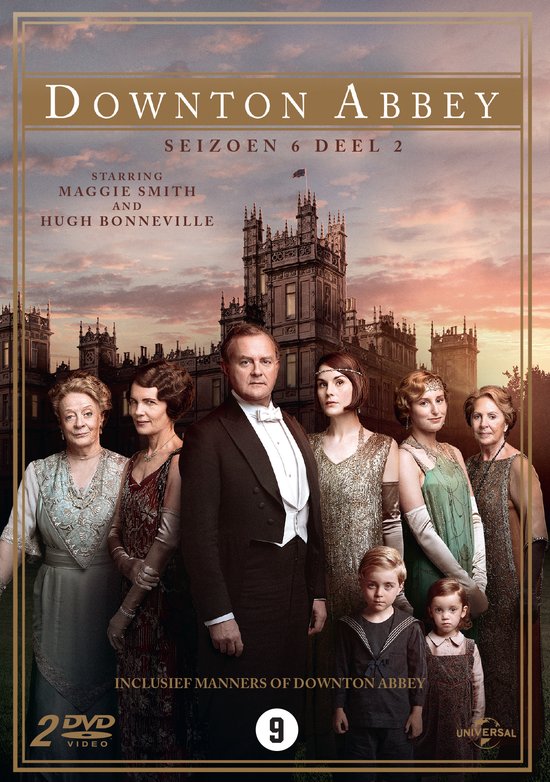 DOWNTON ABBEY
SEIZOEN 6 DEEL 2
STARRING
MAGGIE SMITH
AND
HUGH BONNEVILLE
INCLUSIEF MANNERS OF DOWNTON ABBEY
2 DVD
VIDEO
9
UNIVERSAL